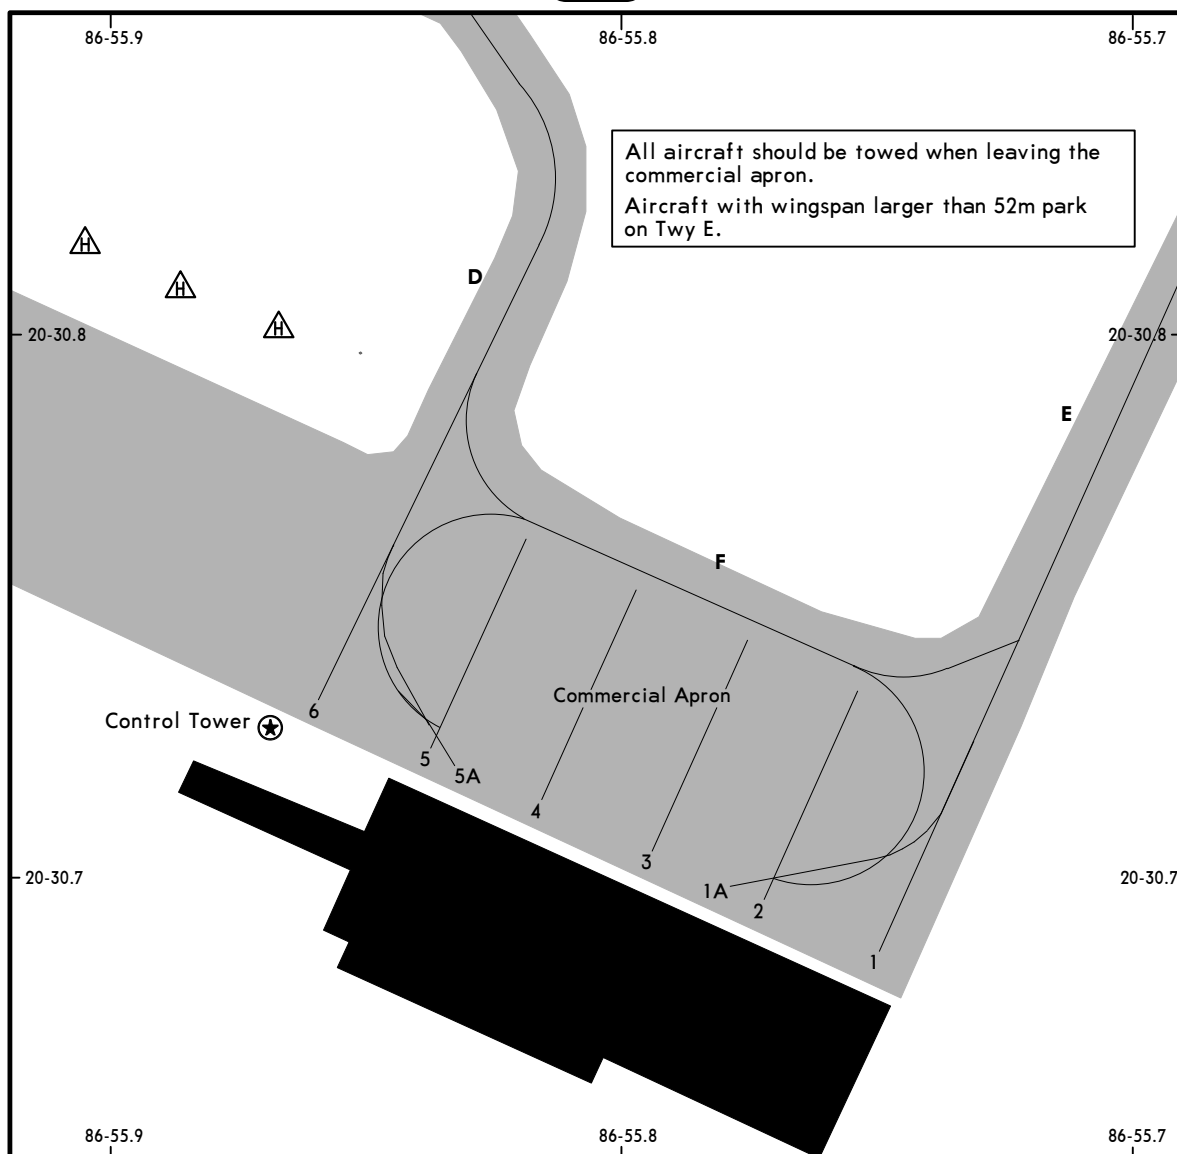 86-55.9
86-55.8
86-55.7
All aircraft should be towed when leaving the
commercial apron.
Aircraft with wingspan larger than 52m park
on Twy E.
H
H
H
D
20-30.8
20-30.8
E
F
Commercial Apron
Control Tower
6
5
5A
4
3
1A
2
1
20-30.7
20-30.7
86-55.9
86-55.8
86-55.7